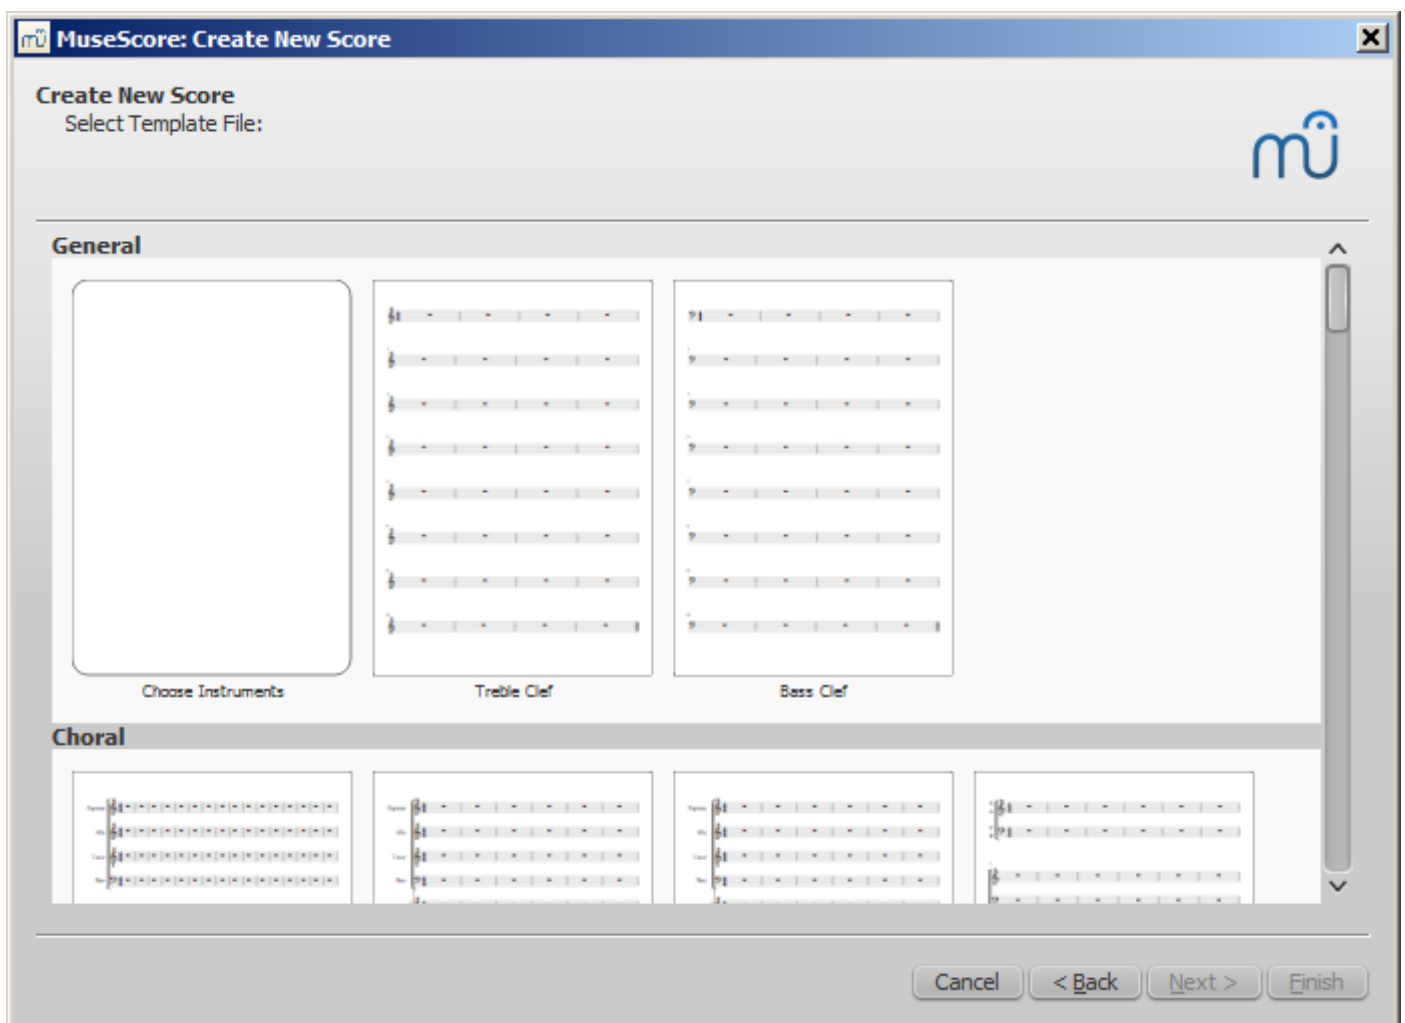 MuseScore: Create New Score
Create New Score
Select Template File:
General
Choose Instruments
Treble Clef
Bass Clef
Choral
Cancel
< Back
Next >
Finish